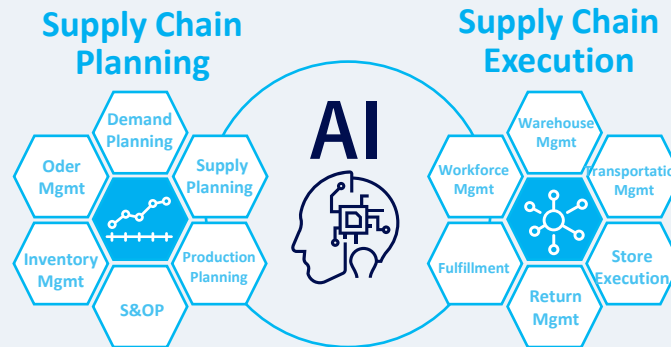 Supply Chain
Planning
Supply Chain
Execution
AI
Demand
Planning
Oder
Mgmt
Supply
Planning
Inventory
Mgmt
Production
Planning
S&OP
Warehouse
Mgmt
Workforce
Mgmt
Transportation
Mgmt
Fulfillment
Store
Execution
Return
Mgmt